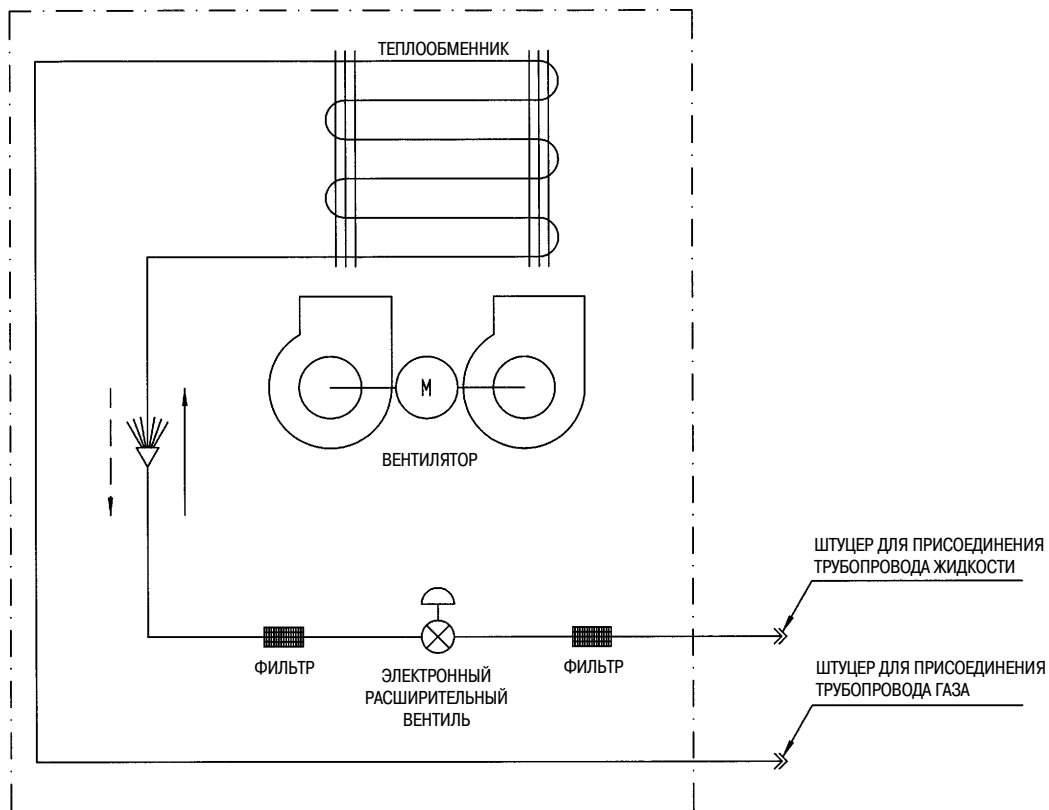 ТЕПЛООБМЕННИК
М
ВЕНТИЛЯТОР
ШТУЦЕР ДЛЯ ПРИСОЕДИНЕНИЯ
ТРУБОПРОВОДА ЖИДКОСТИ
ФИЛЬТР
ЭЛЕКТРОННЫЙ
РАСШИРИТЕЛЬНЫЙ
ВЕНТИЛЬ
ФИЛЬТР
ШТУЦЕР ДЛЯ ПРИСОЕДИНЕНИЯ
ТРУБОПРОВОДА ГАЗА